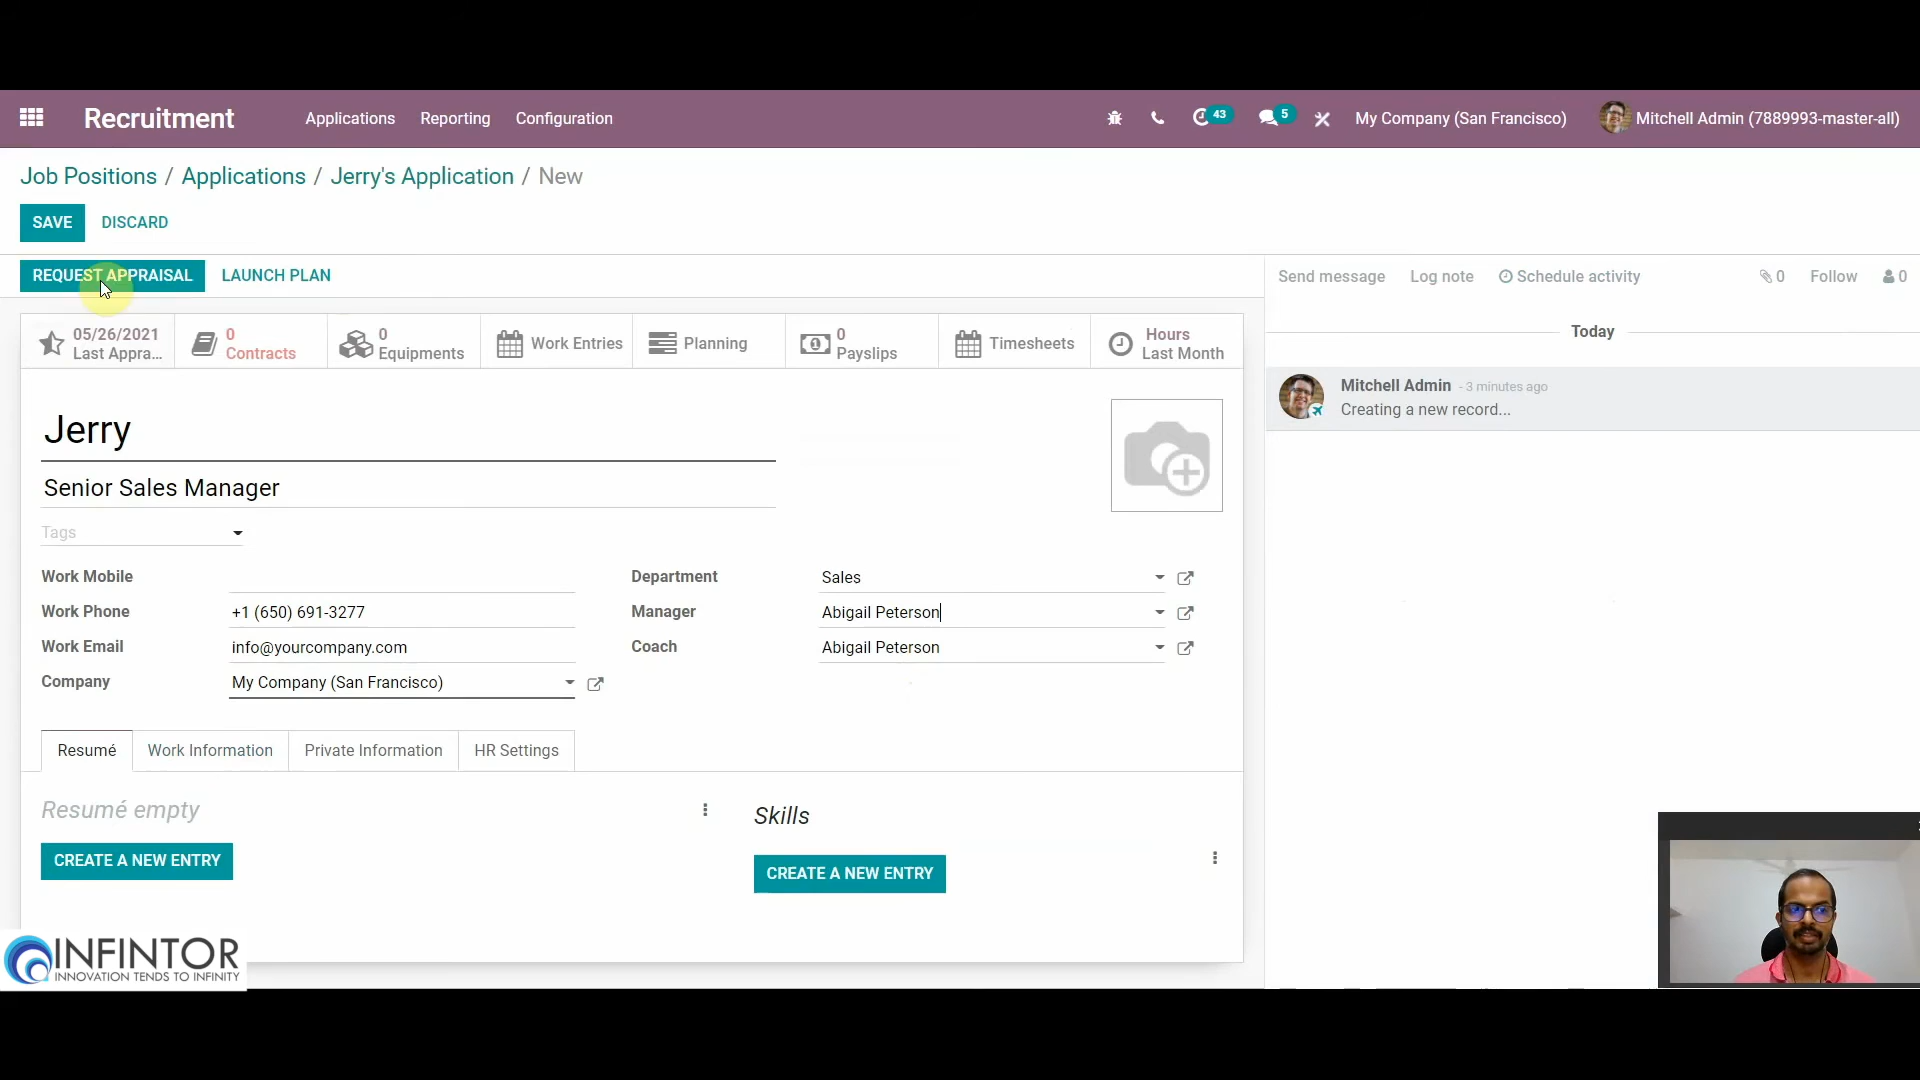 Recruitment
Applications
Reporting
Configuration
43
5
My Company (San Francisco)
Mitchell Admin (7889993-master-all)
Job Positions / Applications / Jerry's Application / New
SAVE
DISCARD
REQUEST APPRAISAL
LAUNCH PLAN
Send message
Log note
Schedule activity
0
Follow
0
05/26/2021
Last Appra...
0
Contracts
0
Equipments
Work Entries
Planning
0
Payslips
Timesheets
Hours
Last Month
Today
Mitchell Admin - 3 minutes ago
Creating a new record...
Jerry
Senior Sales Manager
Tags
Work Mobile
Work Phone
+1 (650) 691-3277
Work Email
info@yourcompany.com
Company
My Company (San Francisco)
Department
Sales
Manager
Abigail Peterson
Coach
Abigail Peterson
Resumé
Work Information
Private Information
HR Settings
Resumé empty
CREATE A NEW ENTRY
Skills
CREATE A NEW ENTRY
INFINTOR
INNOVATION TENDS TO INFINITY